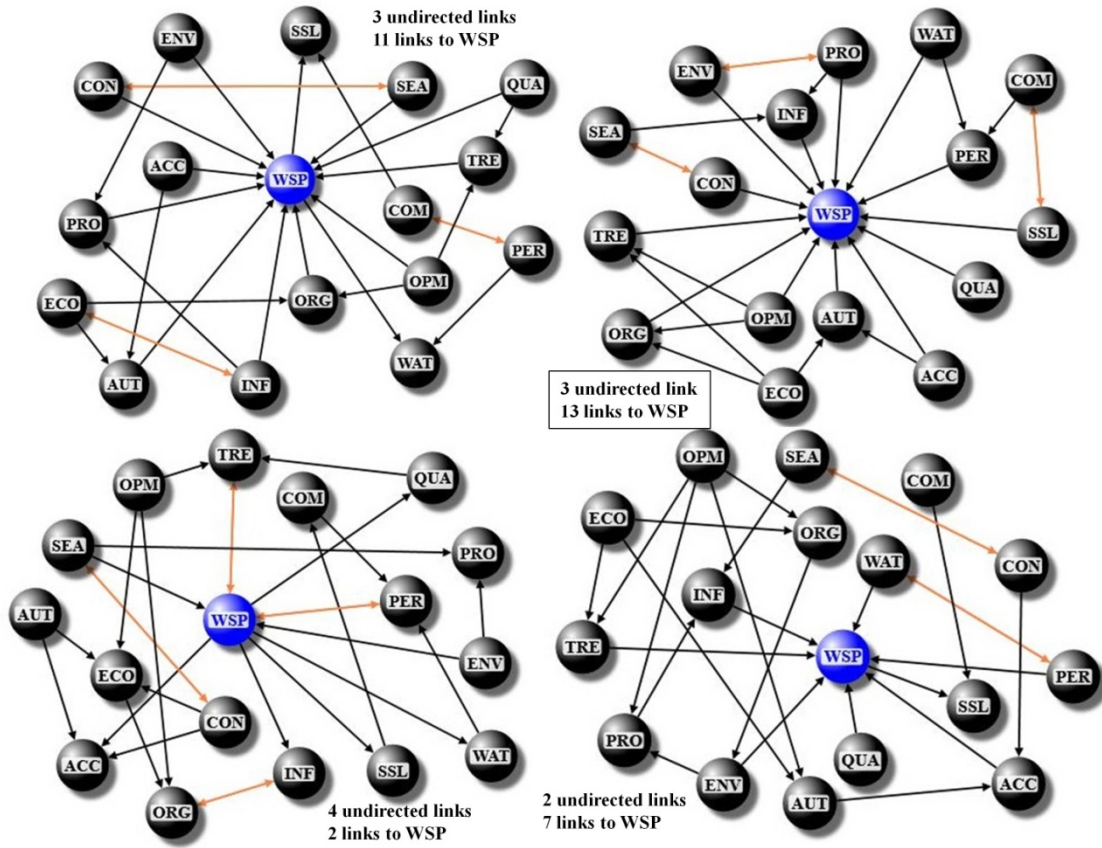 3 undirected links
11 links to WSP
ENV
SSL
CON
SEA
QUA
ACC
WSP
TRE
PRO
COM
PER
ECO
ORG
OPM
AUT
INF
WAT
ENV
PRO
WAT
COM
SEA
INF
PER
CON
WSP
TRE
SSL
QUA
ORG
OPM
AUT
ECO
ACC
3 undirected link
13 links to WSP
TRE
OPM
QUA
COM
SEA
PRO
AUT
WSP
PER
ECO
ENV
CON
ACC
INF
SSL
WAT
ORG
4 undirected links
2 links to WSP
OPM
SEA
COM
ECO
ORG
WAT
CON
INF
TRE
WSP
PER
SSL
PRO
ENV
QUA
AUT
ACC
2 undirected links
7 links to WSP